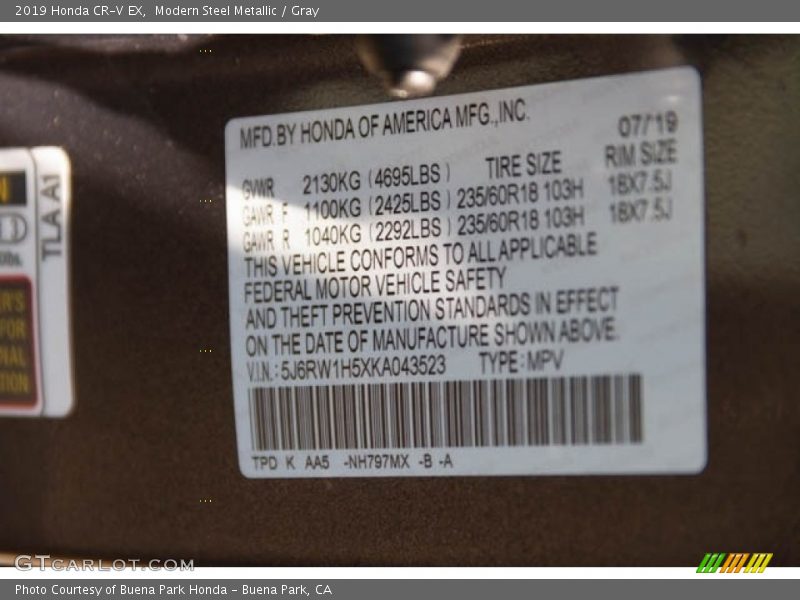 2019 Honda CR-V EX, Modern Steel Metallic / Gray
MFD.BY HONDA OF AMERICA MFG.,INC.
07/'19
TIRE SIZE RIM SIZE
GVWR 2130KG (4695LBS)
GAWR F 1100KG (2425LBS) 235/60R18 103H 18X7.5J
GAWR R 1040KG (2292LBS) 235/60R18 103H 18X7.5J
THIS VEHICLE CONFORMS TO ALL APPLICABLE
FEDERAL MOTOR VEHICLE SAFETY
AND THEFT PREVENTION STANDARDS IN EFFECT
ON THE DATE OF MANUFACTURE SHOWN ABOVE.
V.I.N.: 5J6RW1H5XKA043523 TYPE: MPV
TPD K AA5 -NH797MX -B -A
TLA A1
GTCARLOT.COM
Photo Courtesy of Buena Park Honda - Buena Park, CA